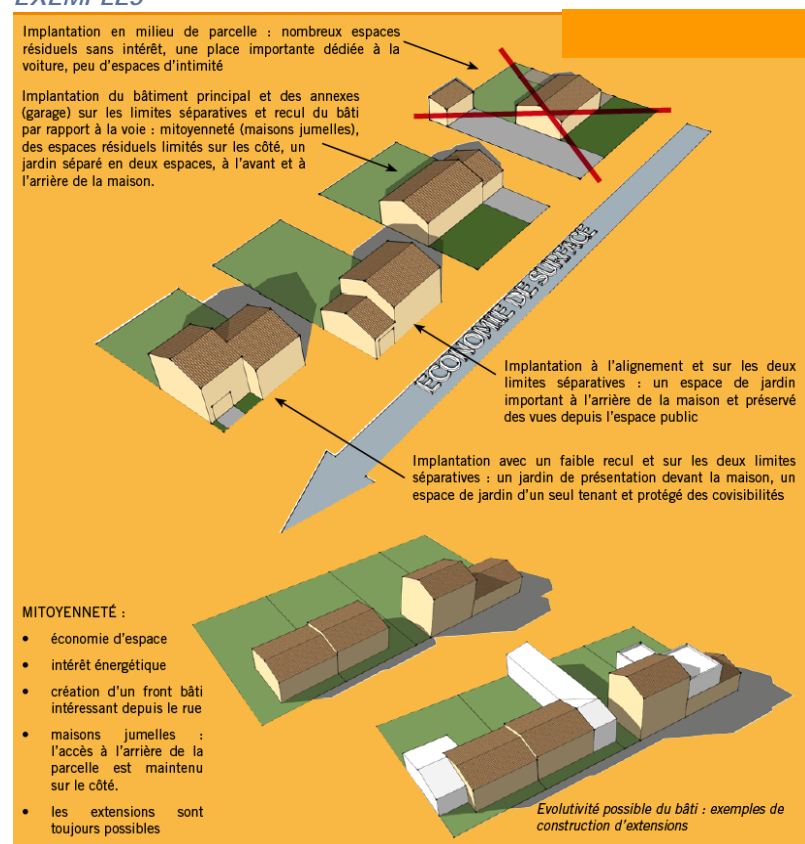 EXEMPLES
Implantation en milieu de parcelle : nombreux espaces
résiduels sans intérêt, une place importante dédiée à la
voiture, peu d'espaces d'intimité
Implantation du bâtiment principal et des annexes
(garage) sur les limites séparatives et recul du bâti
par rapport à la voie : mitoyenneté (maisons jumelles),
des espaces résiduels limités sur les côté, un
jardin séparé en deux espaces, à l'avant et à
l'arrière de la maison.
ECONOMIE DE SURFACE
Implantation à l'alignement et sur les deux
limites séparatives : un espace de jardin
important à l'arrière de la maison et préservé
des vues depuis l'espace public
Implantation avec un faible recul et sur les deux limites
séparatives : un jardin de présentation devant la maison, un
espace de jardin d'un seul tenant et protégé des covisibilités
MITOYENNETÉ :
• économie d'espace
• intérêt énergétique
• création d'un front bâti
intéressant depuis le rue
• maisons jumelles :
l'accès à l'arrière de la
parcelle est maintenu
sur le côté.
• les extensions sont
toujours possibles
Evolutivité possible du bâti : exemples de
construction d'extensions